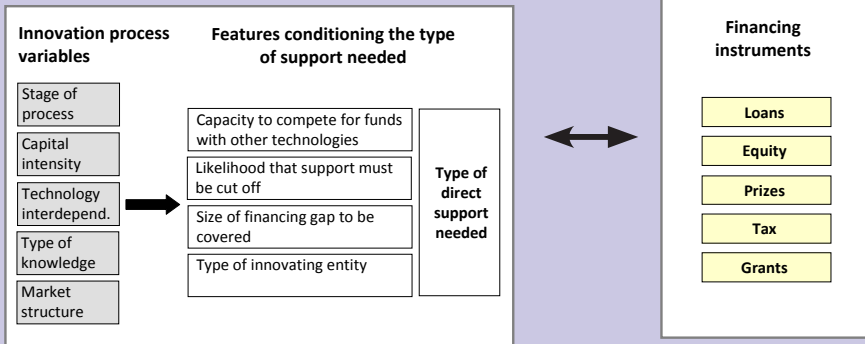 Innovation process
variables
Features conditioning the type
of support needed
Stage of
process
Capital
intensity
Technology
interdepend.
Type of
knowledge
Market
structure
Capacity to compete for funds
with other technologies
Likelihood that support must
be cut off
Size of financing gap to be
covered
Type of innovating entity
Type of
direct
support
needed
Financing
instruments
Loans
Equity
Prizes
Tax
Grants